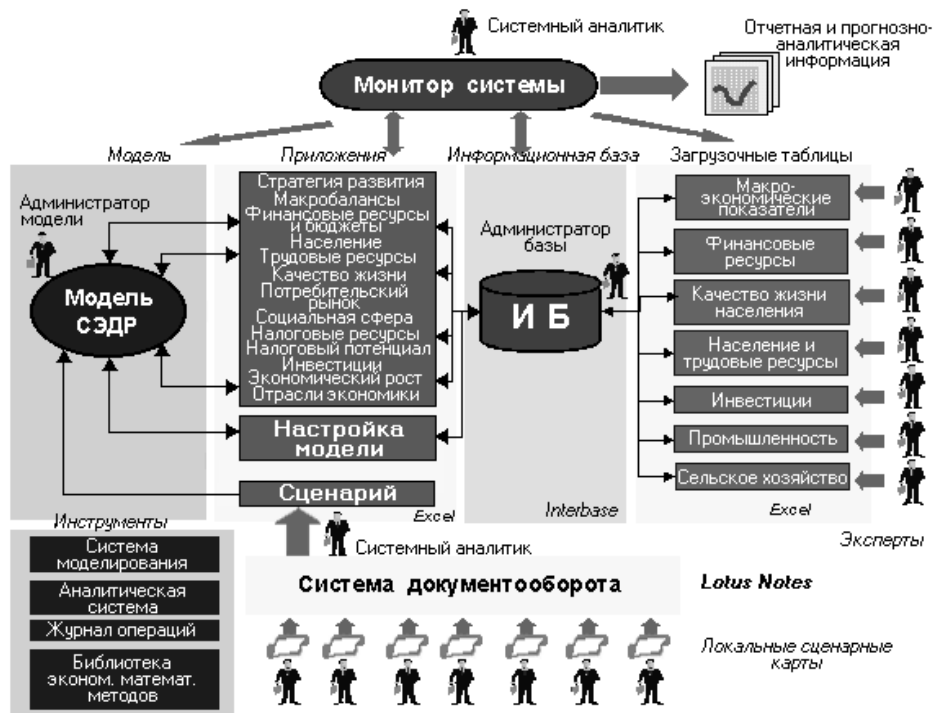 Системный аналитик
Отчетная и прогнозно-
аналитическая
информация
Монитор системы
Модель
Приложения
Информационная база
Загрузочные таблицы
Администратор
модели
Модель
СЭДР
Стратегия развития
Макробалансы
Финансовые ресурсы
и бюджеты
Население
Трудовые ресурсы
Качество жизни
Потребительский
рынок
Социальная сфера
Налоговые ресурсы
Налоговый потенциал
Инвестиции
Экономический рост
Отрасли экономики
Настройка
модели
Сценарий
Excel
Администратор
базы
И Б
Interbase
Макро-
экономические
показатели
Финансовые
ресурсы
Качество жизни
населения
Население и
трудовые ресурсы
Инвестиции
Промышленность
Сельское хозяйство
Excel
Эксперты
Инструменты
Система
моделирования
Аналитическая
система
Журнал операций
Библиотека
эконом. математ.
методов
Системный аналитик
Система документооборота
Lotus Notes
Локальные сценарные
карты